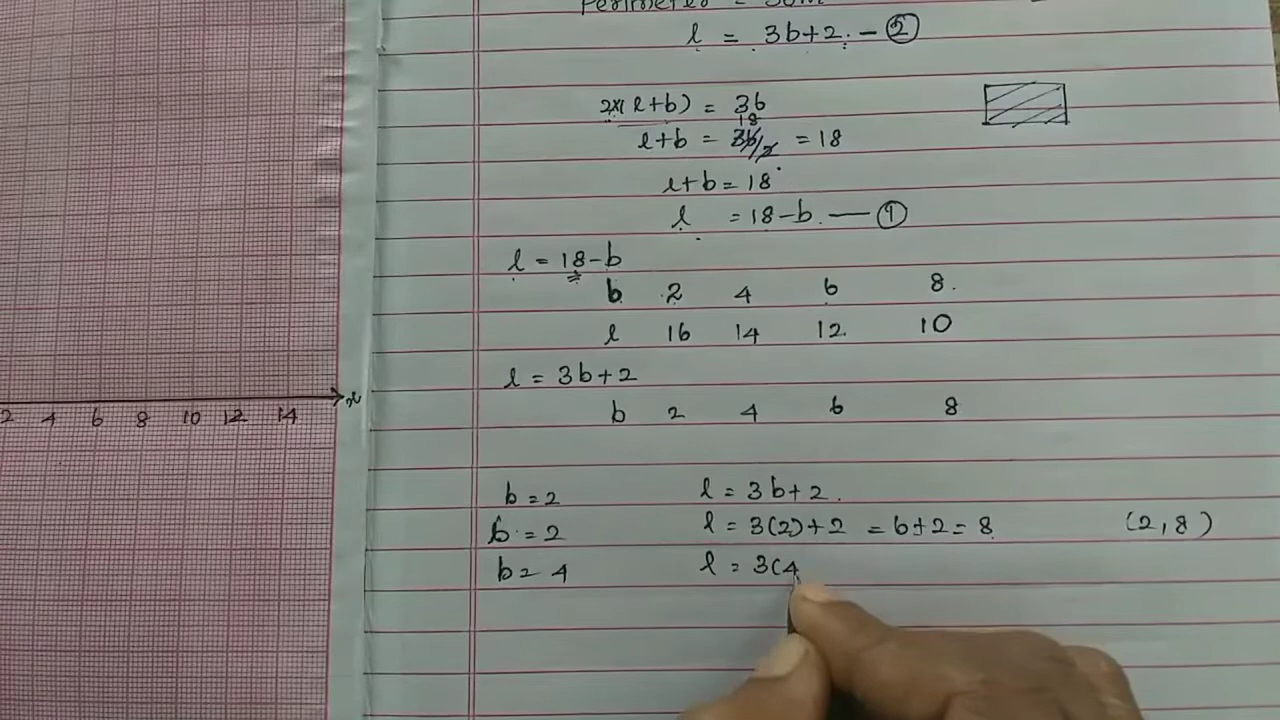 l = 3b+2. – ②
2×(l+b) = 36
18
l+b = 36/2 = 18
l+b = 18
l = 18-b. — ①
l = 18-b
b 2 4 6 8.
l 16 14 12. 10
l = 3b+2
b 2 4 6 8
x
2 4 6 8 10 12 14
b = 2 l = 3b+2.
b = 2 l = 3(2)+2 = 6+2 = 8 (2,8)
b = 4 l = 3(4